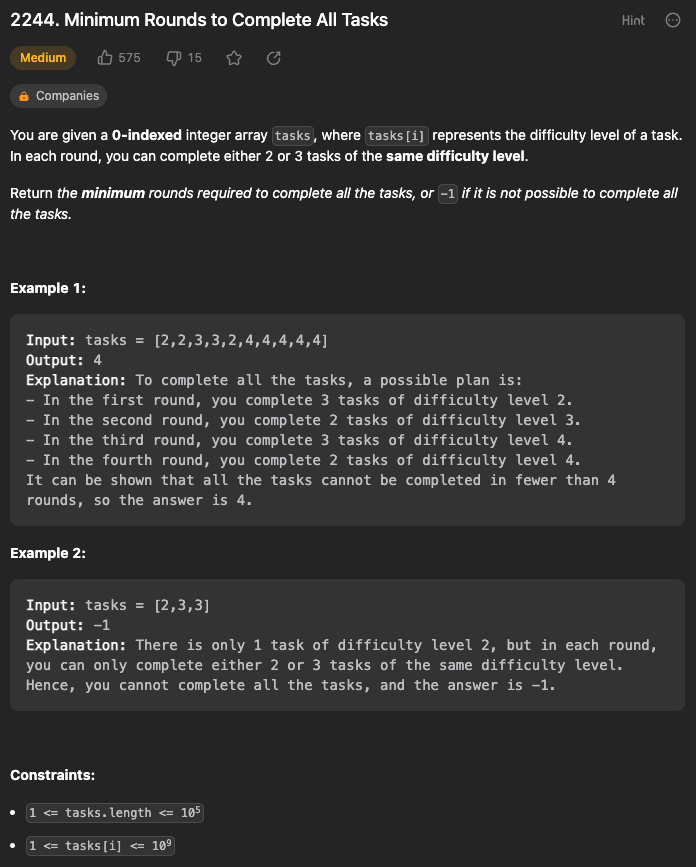 2244. Minimum Rounds to Complete All Tasks
Hint
Medium 575 15
Companies
You are given a 0-indexed integer array tasks, where tasks[i] represents the difficulty level of a task.
In each round, you can complete either 2 or 3 tasks of the same difficulty level.
Return the minimum rounds required to complete all the tasks, or -1 if it is not possible to complete all
the tasks.
Example 1:
Input: tasks = [2,2,3,3,2,4,4,4,4,4]
Output: 4
Explanation: To complete all the tasks, a possible plan is:
- In the first round, you complete 3 tasks of difficulty level 2.
- In the second round, you complete 2 tasks of difficulty level 3.
- In the third round, you complete 3 tasks of difficulty level 4.
- In the fourth round, you complete 2 tasks of difficulty level 4.
It can be shown that all the tasks cannot be completed in fewer than 4
rounds, so the answer is 4.
Example 2:
Input: tasks = [2,3,3]
Output: -1
Explanation: There is only 1 task of difficulty level 2, but in each round,
you can only complete either 2 or 3 tasks of the same difficulty level.
Hence, you cannot complete all the tasks, and the answer is -1.
Constraints:
• 1 <= tasks.length <= 10⁵
• 1 <= tasks[i] <= 10⁹